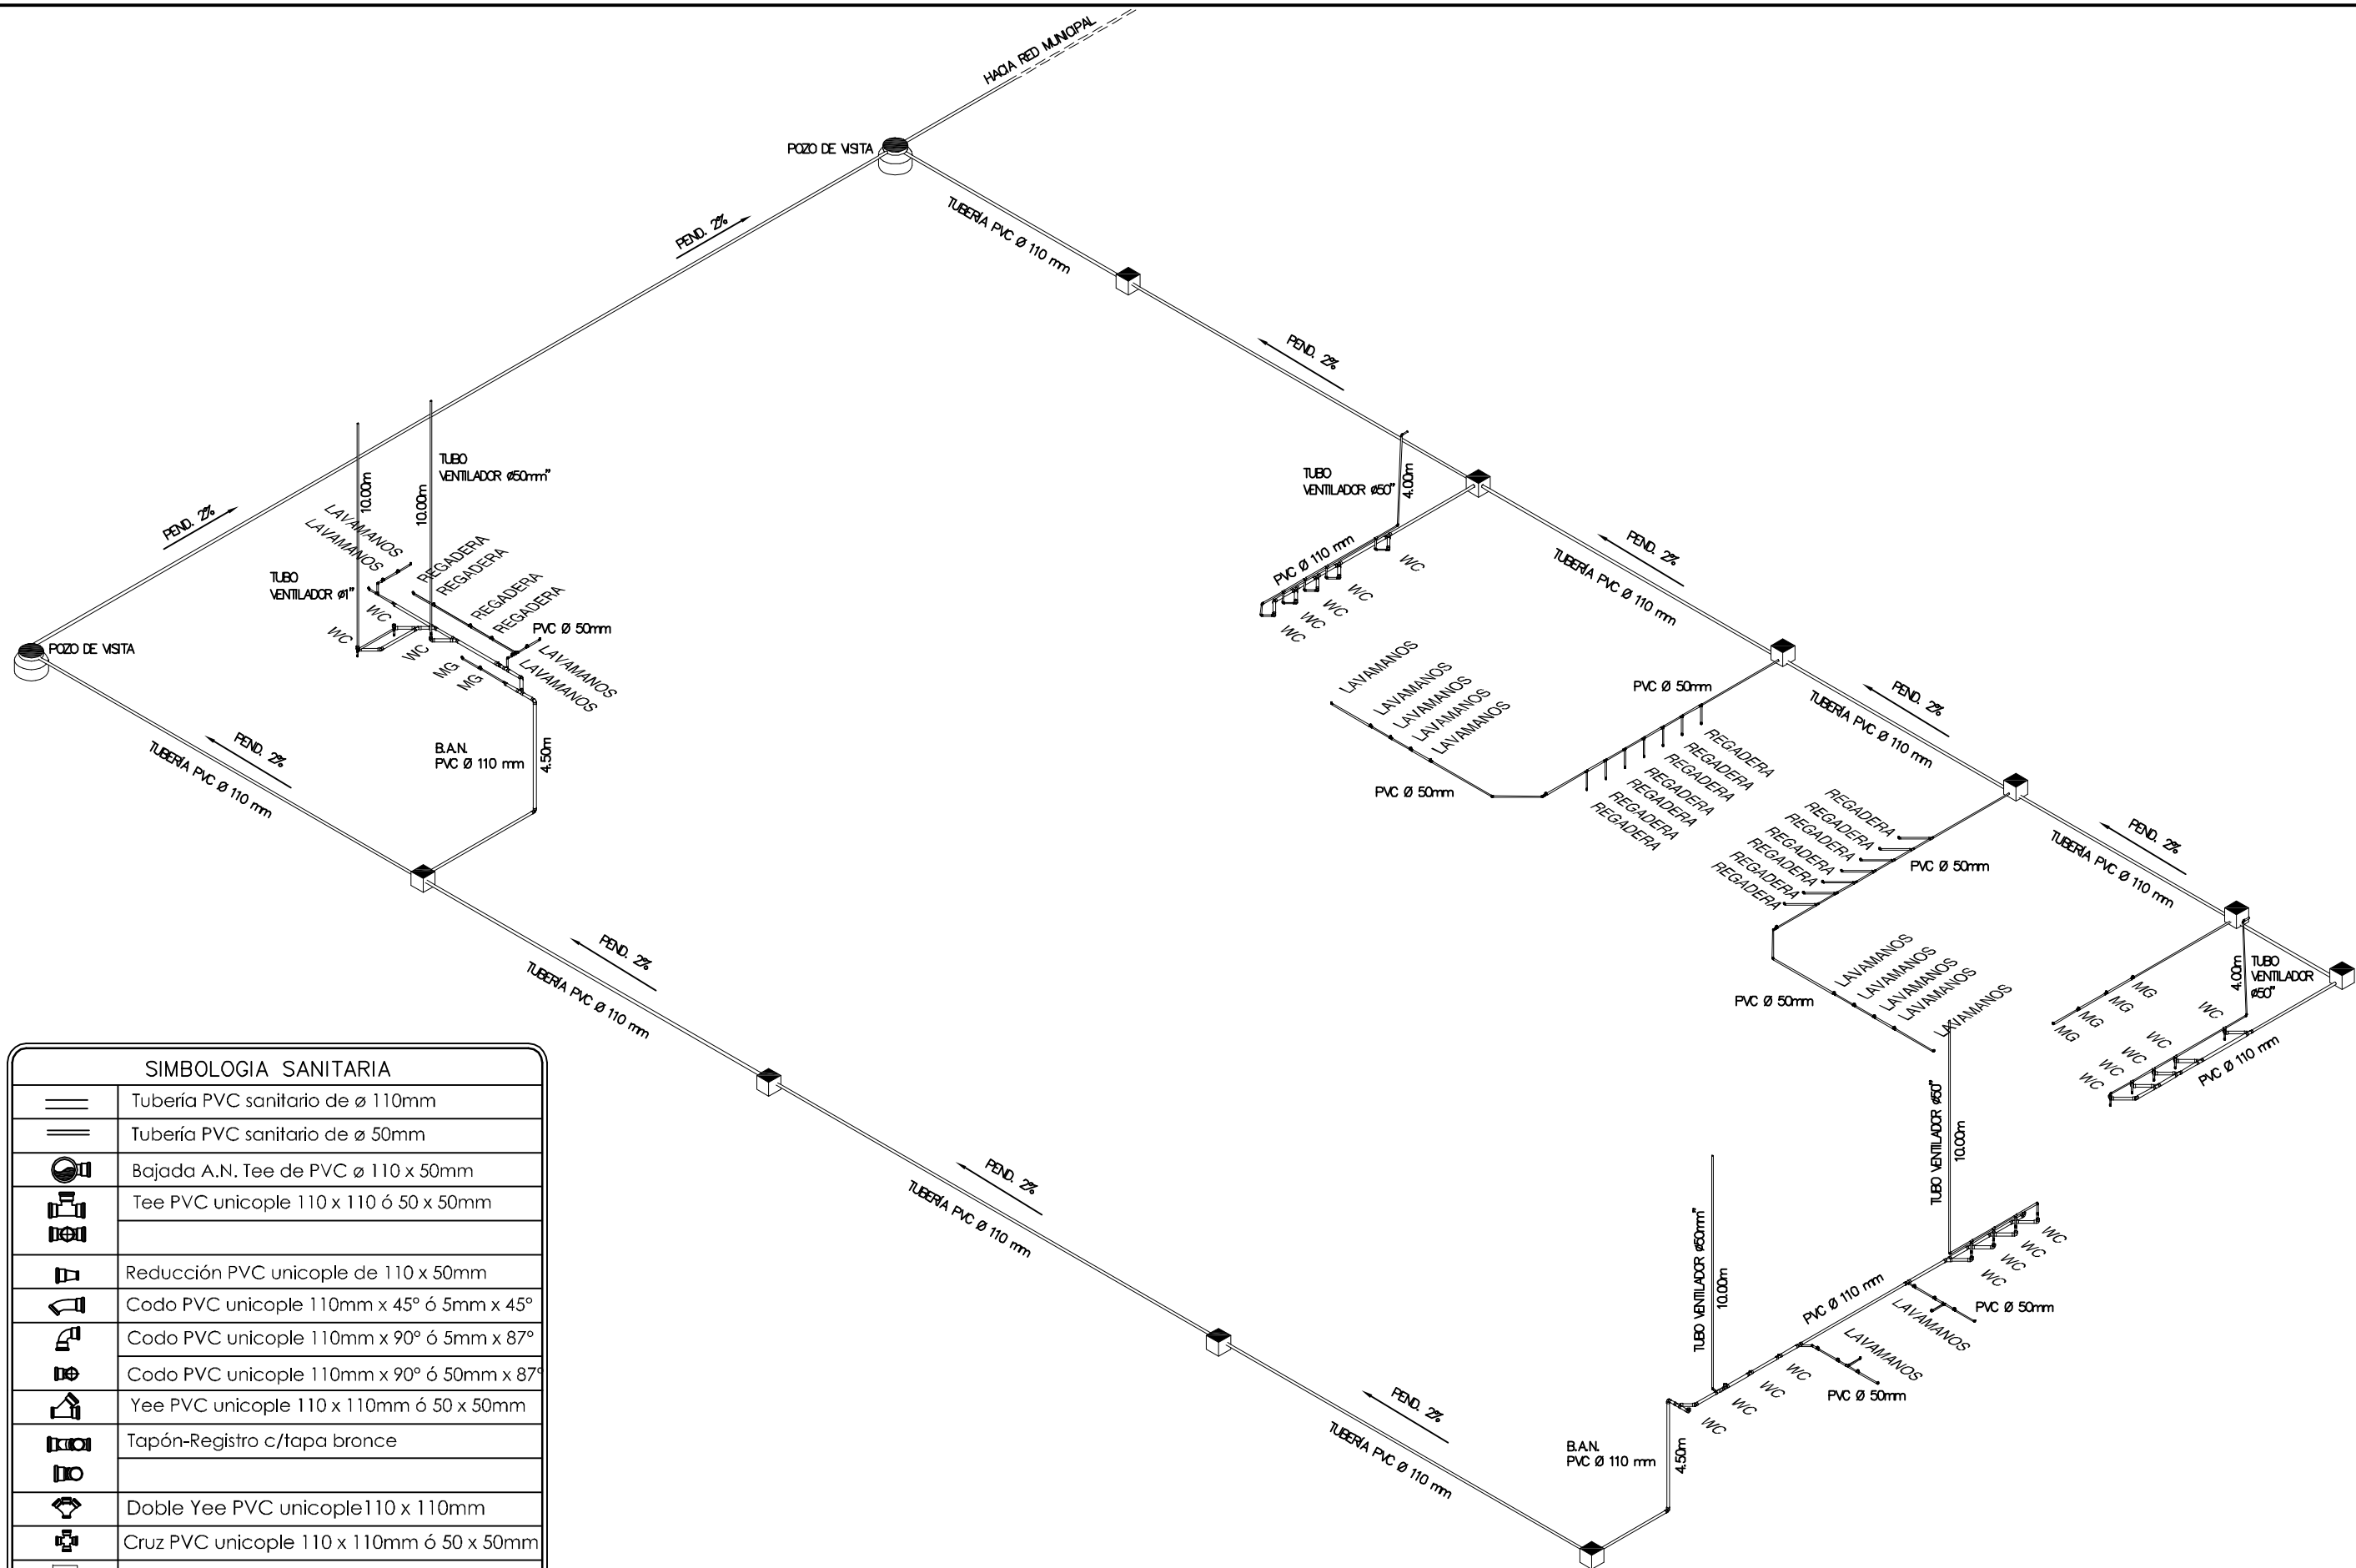 HACIA RED MUNICIPAL
POZO DE VISITA
TUBERÍA PVC Ø 110 mm
PEND. 2%
PEND. 2%
TUBO
VENTILADOR ø50mm"
10.00m
10.00m
PEND. 2%
LAVAMANOS
LAVAMANOS
REGADERA
REGADERA
REGADERA
REGADERA
TUBO
VENTILADOR ø1"
WC
WC
WC
MG
MG
PVC Ø 50mm
LAVAMANOS
LAVAMANOS
POZO DE VISITA
PEND. 2%
TUBERÍA PVC Ø 110 mm
B.A.N.
PVC Ø 110 mm
4.50m
TUBO
VENTILADOR ø50"
4.00m
PVC Ø 110 mm
WC
WC
WC
WC
WC
PEND. 2%
TUBERÍA PVC Ø 110 mm
LAVAMANOS
LAVAMANOS
LAVAMANOS
LAVAMANOS
LAVAMANOS
PVC Ø 50mm
PVC Ø 50mm
REGADERA
REGADERA
REGADERA
REGADERA
REGADERA
REGADERA
REGADERA
PEND. 2%
TUBERÍA PVC Ø 110 mm
REGADERA
REGADERA
REGADERA
REGADERA
REGADERA
REGADERA
REGADERA
PVC Ø 50mm
PEND. 2%
TUBERÍA PVC Ø 110 mm
LAVAMANOS
LAVAMANOS
LAVAMANOS
LAVAMANOS
LAVAMANOS
PVC Ø 50mm
MG
MG
MG
MG
4.00m
TUBO
VENTILADOR
ø50"
WC
WC
WC
WC
WC
PVC Ø 110 mm
PEND. 2%
TUBERÍA PVC Ø 110 mm
PEND. 2%
TUBERÍA PVC Ø 110 mm
PEND. 2%
TUBERÍA PVC Ø 110 mm
TUBO VENTILADOR ø50"
10.00m
TUBO VENTILADOR ø50mm"
10.00m
WC
WC
WC
WC
PVC Ø 110 mm
PVC Ø 50mm
LAVAMANOS
LAVAMANOS
PVC Ø 50mm
WC
WC
WC
WC
B.A.N.
PVC Ø 110 mm
4.50m
SIMBOLOGIA SANITARIA
Tubería PVC sanitario de ø 110mm
Tubería PVC sanitario de ø 50mm
Bajada A.N. Tee de PVC ø 110 x 50mm
Tee PVC unicople 110 x 110 ó 50 x 50mm
Reducción PVC unicople de 110 x 50mm
Codo PVC unicople 110mm x 45° ó 5mm x 45°
Codo PVC unicople 110mm x 90° ó 5mm x 87°
Codo PVC unicople 110mm x 90° ó 50mm x 87°
Yee PVC unicople 110 x 110mm ó 50 x 50mm
Tapón-Registro c/tapa bronce
Doble Yee PVC unicople110 x 110mm
Cruz PVC unicople 110 x 110mm ó 50 x 50mm